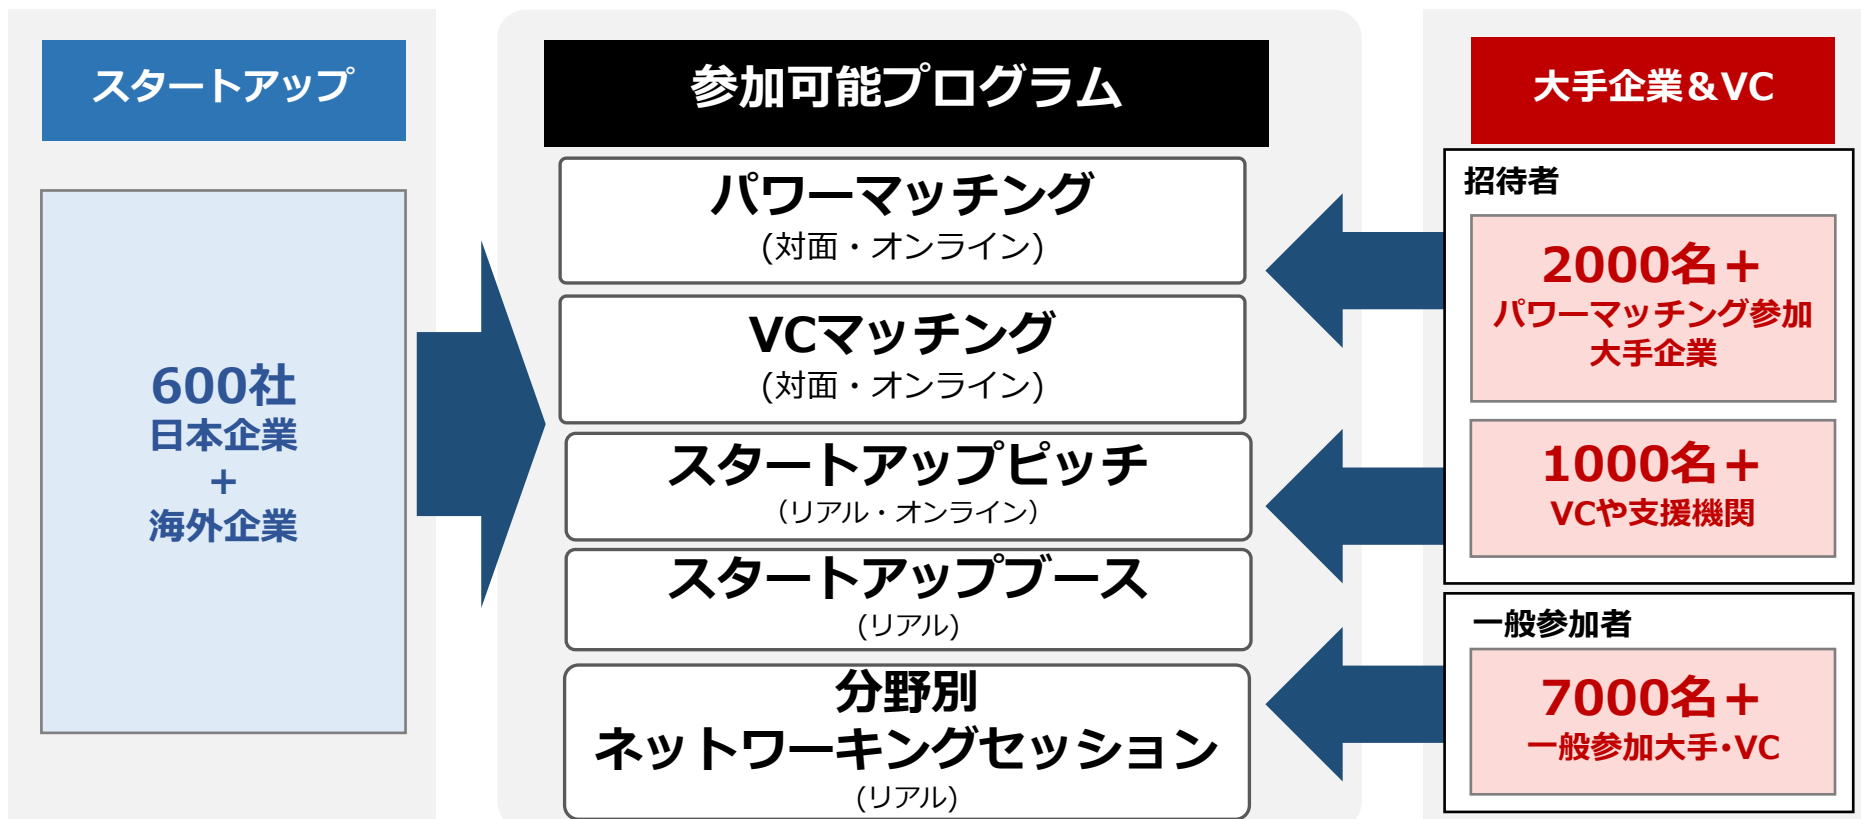 スタートアップ
600社
日本企業
+
海外企業
参加可能プログラム
パワーマッチング
(対面・オンライン)
VCマッチング
(対面・オンライン)
スタートアップピッチ
（リアル・オンライン）
スタートアップブース
(リアル)
分野別
ネットワーキングセッション
(リアル)
大手企業＆VC
招待者
2000名＋
パワーマッチング参加
大手企業
1000名＋
VCや支援機関
一般参加者
7000名＋
一般参加大手・VC